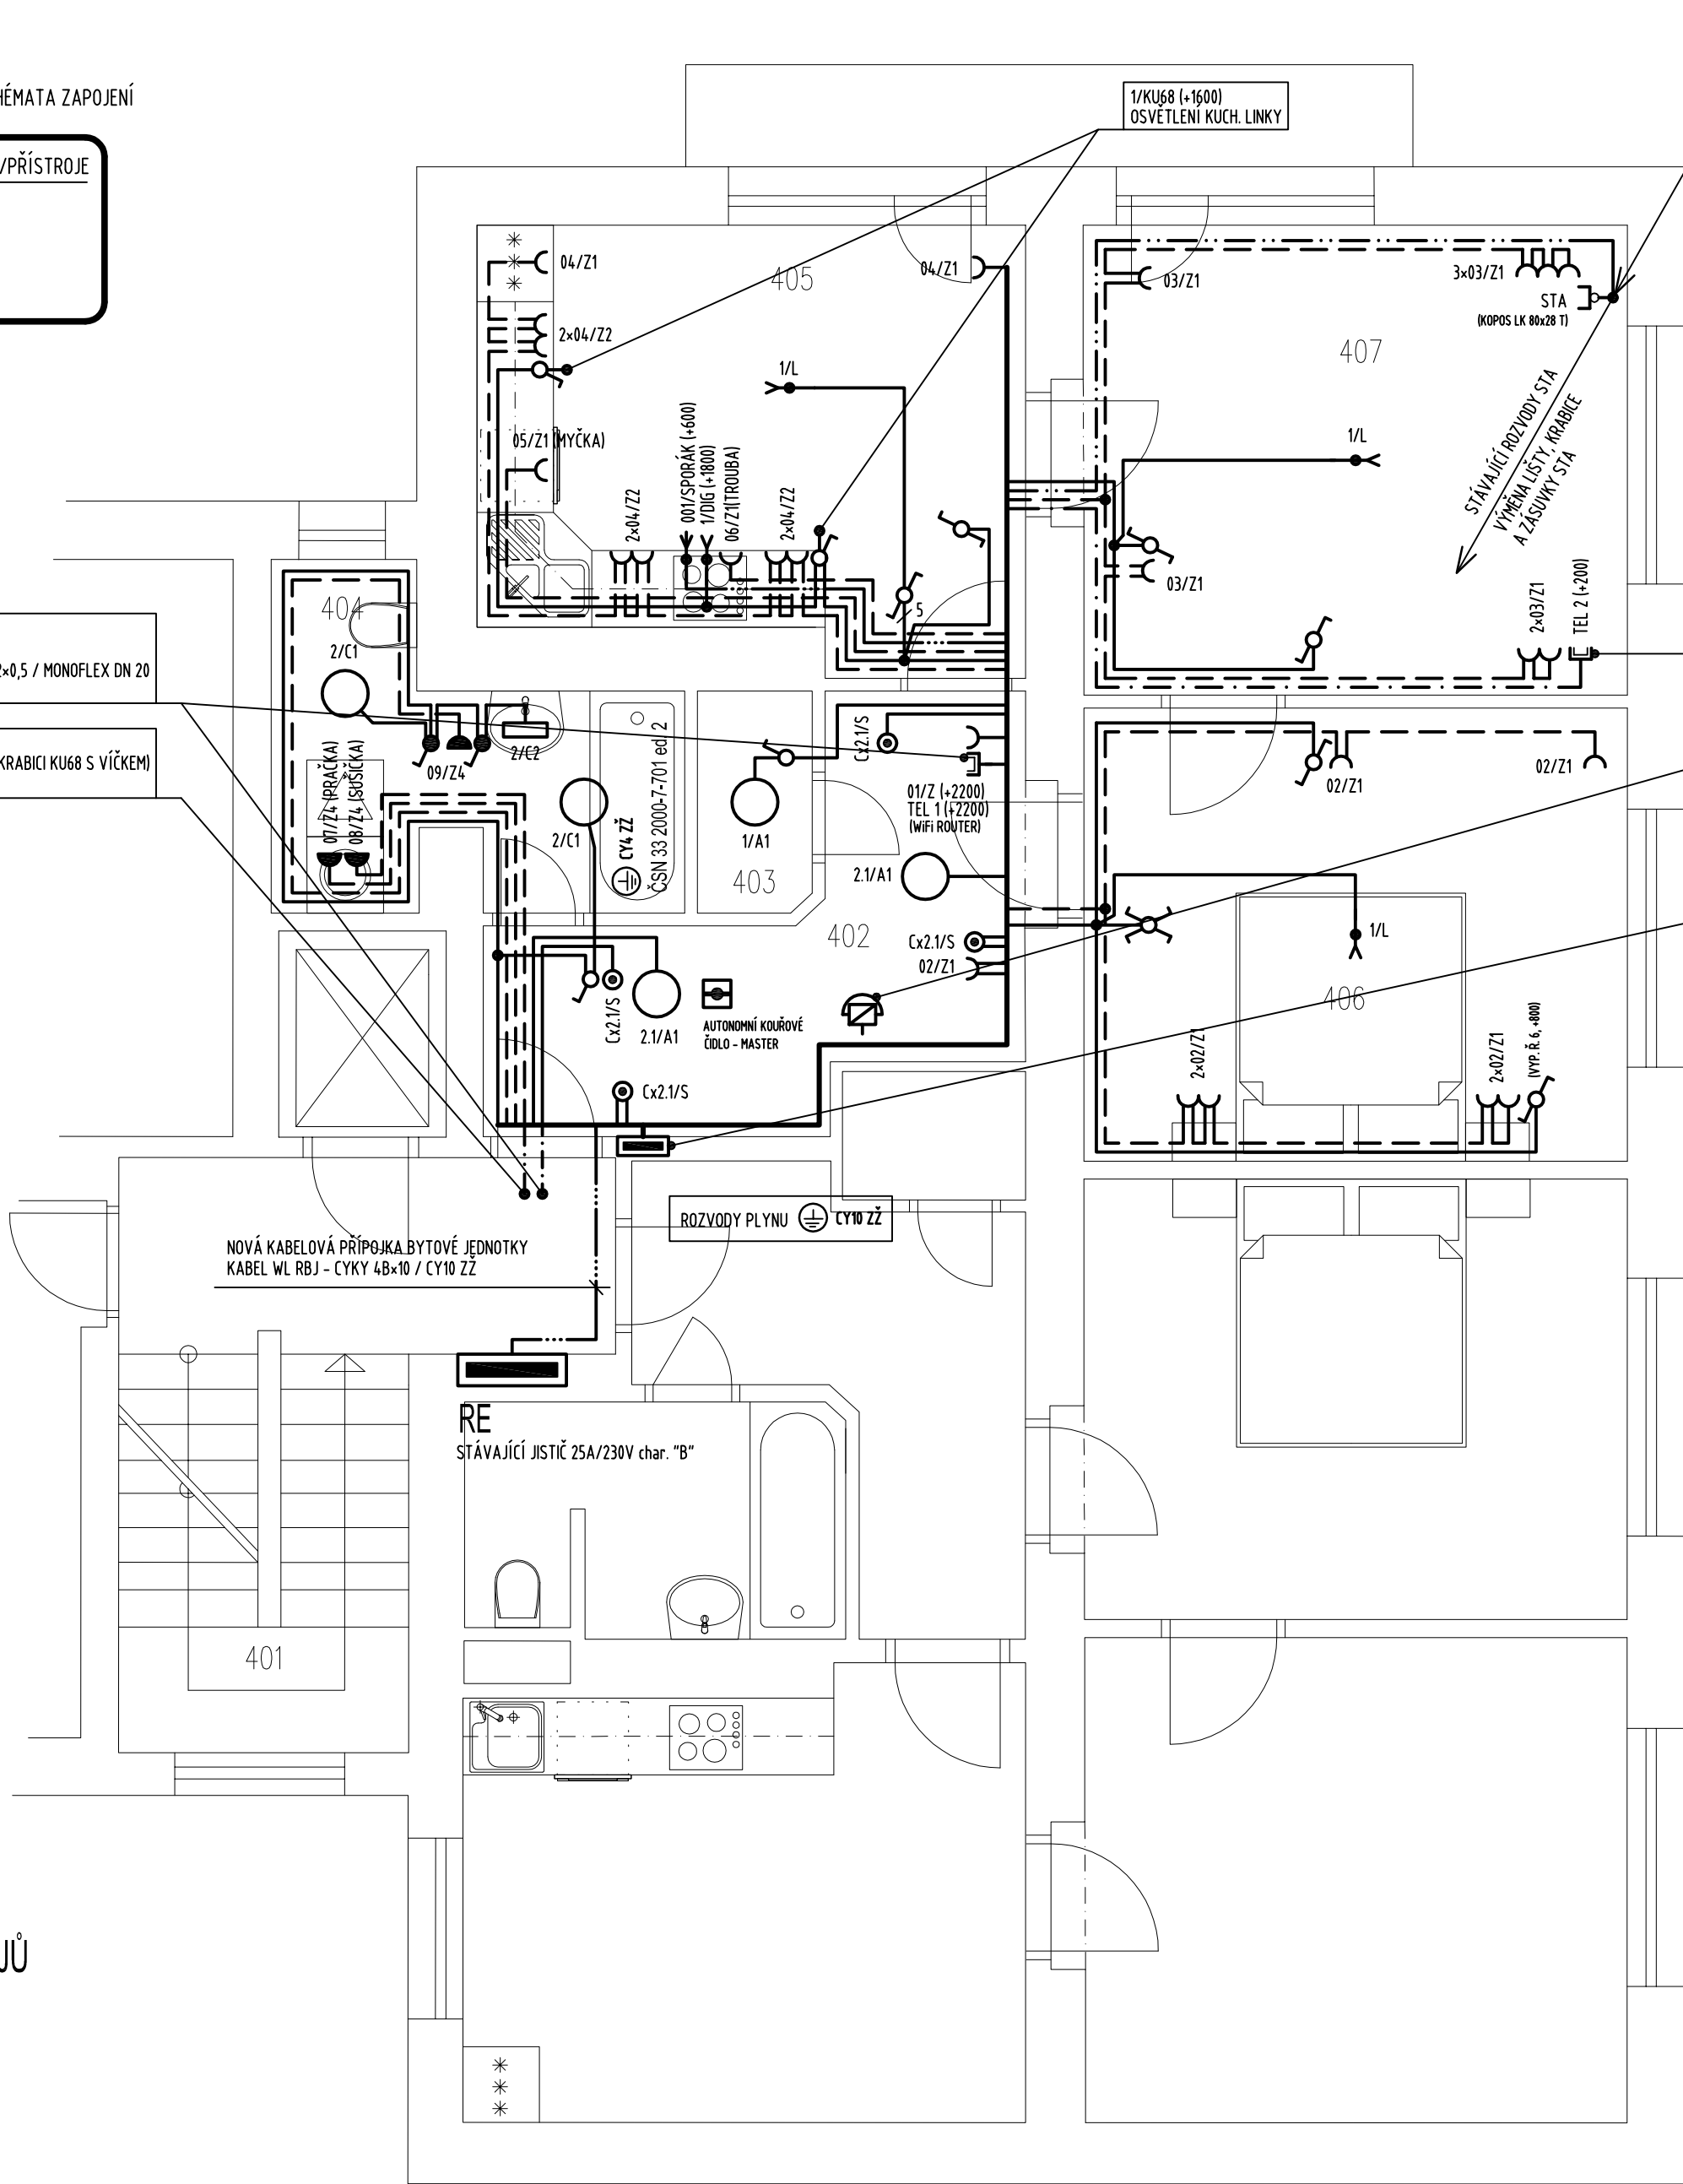 HÉMATA ZAPOJENÍ
/PŘÍSTROJE
1/KU68 (+1600)
OSVĚTLENÍ KUCH. LINKY
04/Z1
405
04/Z1
03/Z1
3×03/Z1
STA
(KOPOS LK 80x28 T)
2×04/Z2
407
1/L
STÁVAJÍCÍ ROZVODY STA
VÝMĚNA LIŠTY, KRABICE
A ZÁSUVKY STA
1/L
05/Z1 (MYČKA)
2×04/Z2
001/SPORÁK (+600)
1/DIG (+1800)
06/Z1(TROUBA)
2×04/Z2
03/Z1
5
2×03/Z1
TEL 2 (+200)
404
2/C1
2×0,5 / MONOFLEX DN 20
KRABICI KU68 S VÍČKEM)
07/Z4 (PRAČKA)
08/Z4 (SUŠIČKA)
09/Z4
2/C2
2/C1
CY4 ZŽ
ČSN 33 2000-7-701 ed. 2
1/A1
403
Cx2.1/S
01/Z (+2200)
TEL 1 (+2200)
(WiFi ROUTER)
2.1/A1
402
Cx2.1/S
02/Z1
02/Z1
02/Z1
1/L
406
2×02/Z1
2×02/Z1
(VYP. Ř. 6, +800)
Cx2.1/S
2.1/A1
AUTONOMNÍ KOUŘOVÉ
ČIDLO - MASTER
Cx2.1/S
ROZVODY PLYNU
CY10 ZŽ
NOVÁ KABELOVÁ PŘÍPOJKA BYTOVÉ JEDNOTKY
KABEL WL RBJ - CYKY 4B×10 / CY10 ZŽ
RE
STÁVAJÍCÍ JISTIČ 25A/230V char. "B"
401
JŮ